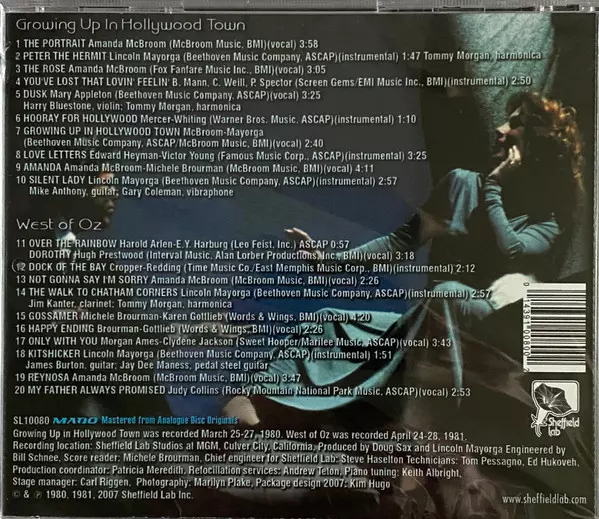 Growing Up In Hollywood Town
1 THE PORTRAIT Amanda McBroom (McBroom Music, BMI)(vocal) 3:58
2 PETER THE HERMIT Lincoln Mayorga (Beethoven Music Company, ASCAP)(instrumental) 1:47 Tommy Morgan, harmonica
3 THE ROSE Amanda McBroom (Fox Fanfare Music Inc., BMI)(vocal) 3:05
4 YOU'VE LOST THAT LOVIN' FEELIN' B. Mann, C. Weill, P. Spector (Screen Gems/EMI Music Inc., BMI)(instrumental) 2:50
5 DUSK Mary Appleton (Beethoven Music Company, ASCAP)(vocal) 3:25
Harry Bluestone, violin; Tommy Morgan, harmonica
6 HOORAY FOR HOLLYWOOD Mercer-Whiting (Warner Bros. Music, ASCAP)(instrumental) 1:10
7 GROWING UP IN HOLLYWOOD TOWN McBroom-Mayorga
(Beethoven Music Company, ASCAP/McBroom Music, BMI)(vocal) 2:40
8 LOVE LETTERS Edward Heyman-Victor Young (Famous Music Corp., ASCAP)(instrumental) 3:25
9 AMANDA Amanda McBroom-Michele Brourman (McBroom Music, BMI)(vocal) 4:11
10 SILENT LADY Lincoln Mayorga (Beethoven Music Company, ASCAP)(instrumental) 2:57
Mike Anthony, guitar; Gary Coleman, vibraphone
West of Oz
11 OVER THE RAINBOW Harold Arlen-E.Y. Harburg (Leo Feist, Inc.) ASCAP 0:57
DOROTHY Hugh Prestwood (Interval Music, Alan Lorber Productions Inc., BMI)(vocal) 3:18
12 DOCK OF THE BAY Cropper-Redding (Time Music Co./East Memphis Music Corp., BMI)(instrumental) 2:12
13 NOT GONNA SAY I'M SORRY Amanda McBroom (McBroom Music, BMI)(vocal) 2:26
14 THE WALK TO CHATHAM CORNERS Lincoln Mayorga (Beethoven Music Company, ASCAP)(instrumental) 2:57
Jim Kanter, clarinet; Tommy Morgan, harmonica
15 GOSSAMER Michele Brourman-Karen Gottlieb (Words & Wings, BMI)(vocal) 4:20
16 HAPPY ENDING Brourman-Gottlieb (Words & Wings, BMI)(vocal) 2:26
17 ONLY WITH YOU Morgan Ames-Clydene Jackson (Sweet Hooper/Marilee Music, ASCAP)(vocal) 3:21
18 KITSHICKER Lincoln Mayorga (Beethoven Music Company, ASCAP)(instrumental) 1:51
James Burton, guitar; Jay Dee Maness, pedal steel guitar
19 REYNOSA Amanda McBroom (McBroom Music, BMI)(vocal) 4:16
20 MY FATHER ALWAYS PROMISED Judy Collins (Rocky Mountain National Park Music, ASCAP)(vocal) 2:53
0 14391 00800 2
Sheffield Lab
SL10080 Mastered from Analogue Disc Originals
Growing Up in Hollywood Town was recorded March 25-27, 1980. West of Oz was recorded April 24-28, 1981.
Recording location: Sheffield Lab Studios at MGM, Culver City, California, Produced by Doug Sax and Lincoln Mayorga Engineered by
Bill Schnee, Score reader; Michele Brourman, Chief engineer for Sheffield Lab: Steve Haselton Technicians: Tom Pessagno, Ed Hukoveh,
Production coordinator: Patricia Meredith, Refocillation services: Andrew Teton, Piano tuning: Keith Albright,
Stage manager: Carl Riggen, Photography: Marilyn Plake, Package design 2007: Kim Hugo
© & ℗ 1980, 1981, 2007 Sheffield Lab Inc.
www.sheffieldlab.com